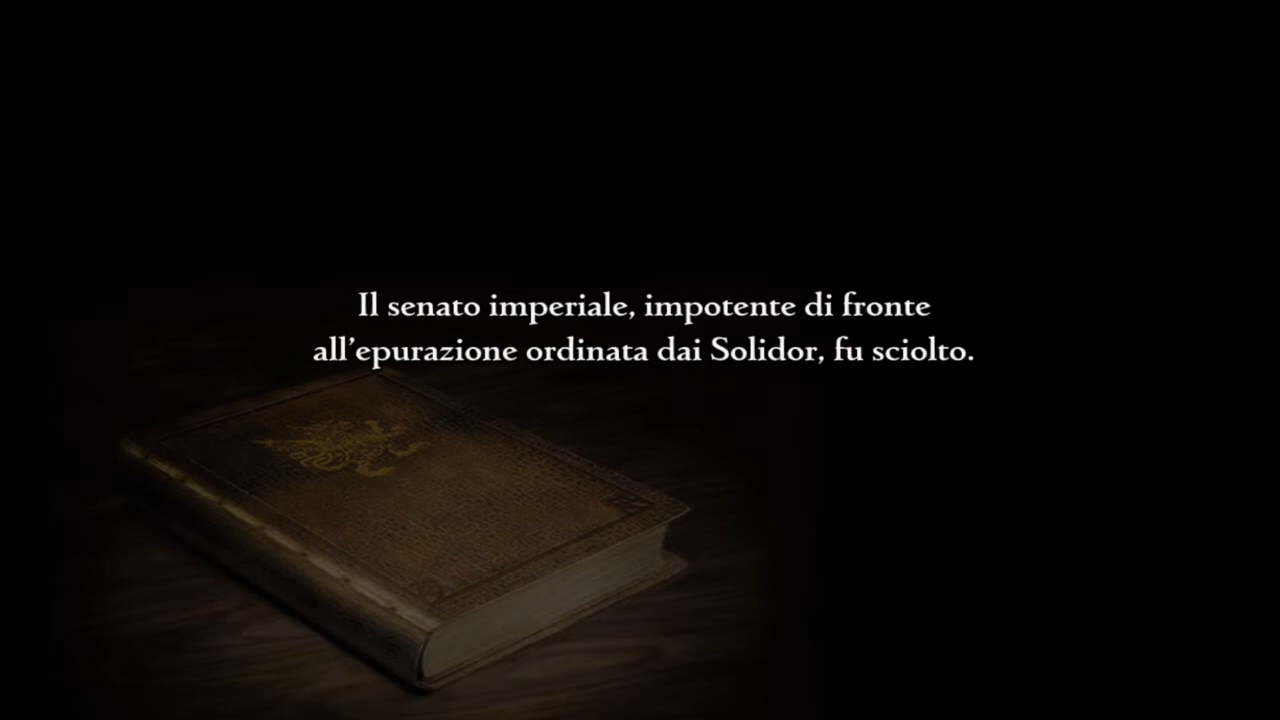 Il senato imperiale, impotente di fronte
all’epurazione ordinata dai Solidor, fu sciolto.